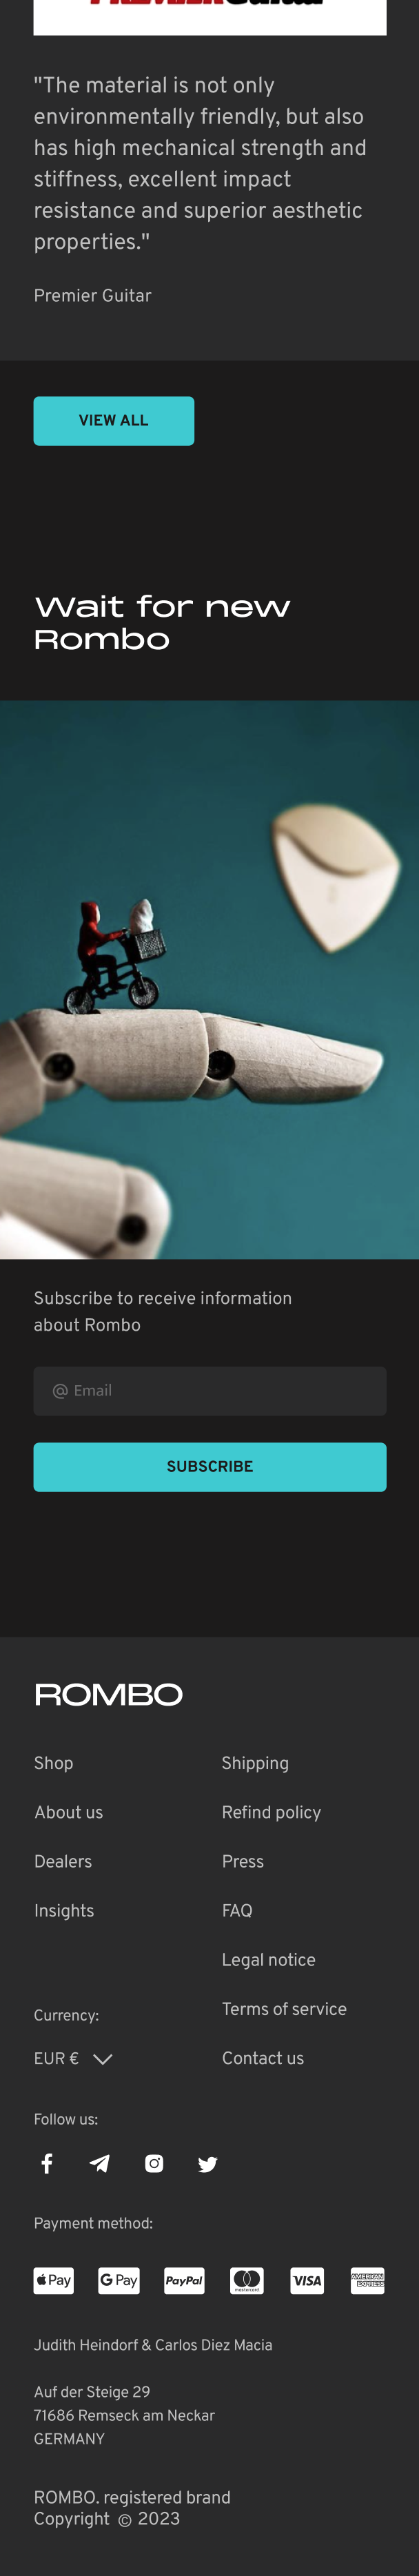 "The material is not only
environmentally friendly, but also
has high mechanical strength and
stiffness, excellent impact
resistance and superior aesthetic
properties."
Premier Guitar
VIEW ALL
Wait for new
Rombo
Subscribe to receive information
about Rombo
@ Email
SUBSCRIBE
ROMBO
Shop
Shipping
About us
Refind policy
Dealers
Press
Insights
FAQ
Legal notice
Currency:
Terms of service
EUR €
Contact us
Follow us:
Payment method:
Pay G Pay PayPal mastercard VISA AMERICAN EXPRESS
Judith Heindorf & Carlos Diez Macia
Auf der Steige 29
71686 Remseck am Neckar
GERMANY
ROMBO. registered brand
Copyright © 2023